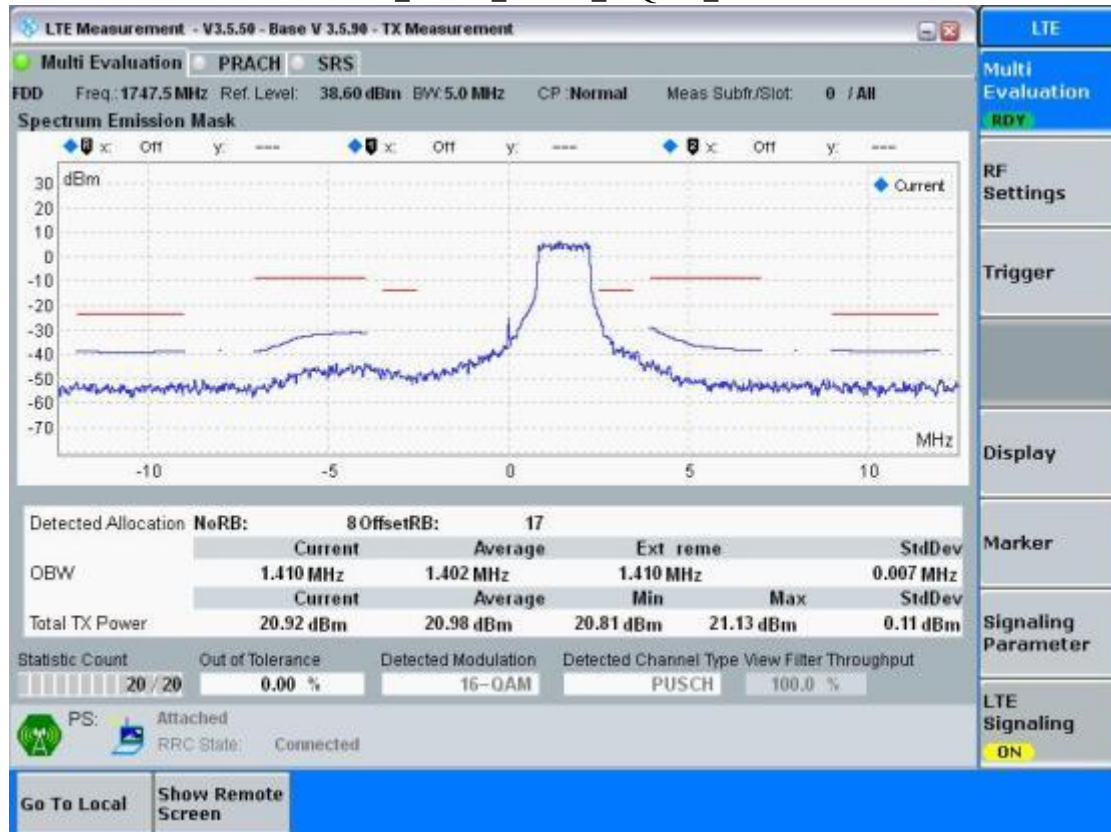 LTE Measurement - V3.5.50 - Base V 3.5.90 - TX Measurement
LTE
Multi Evaluation PRACH SRS
Multi
Evaluation
RDY
FDD Freq.: 1747.5 MHz Ref. Level: 38.60 dBm BW: 5.0 MHz CP :Normal Meas Subfr./Slot: 0 / All
Spectrum Emission Mask
x: Off y: --- x: Off y: --- x: Off y: ---
dBm
Current
30
20
10
0
-10
-20
-30
-40
-50
-60
-70
MHz
-10 -5 0 5 10
RF
Settings
Trigger
Display
Marker
Signaling
Parameter
LTE
Signaling
ON
Detected Allocation NoRB: 8 OffsetRB: 17
Current Average Ext reme StdDev
OBW 1.410 MHz 1.402 MHz 1.410 MHz 0.007 MHz
Current Average Min Max StdDev
Total TX Power 20.92 dBm 20.98 dBm 20.81 dBm 21.13 dBm 0.11 dBm
Statistic Count Out of Tolerance Detected Modulation Detected Channel Type View Filter Throughput
20 / 20 0.00 % 16-QAM PUSCH 100.0 %
PS: Attached
RRC State: Connected
Go To Local
Show Remote
Screen